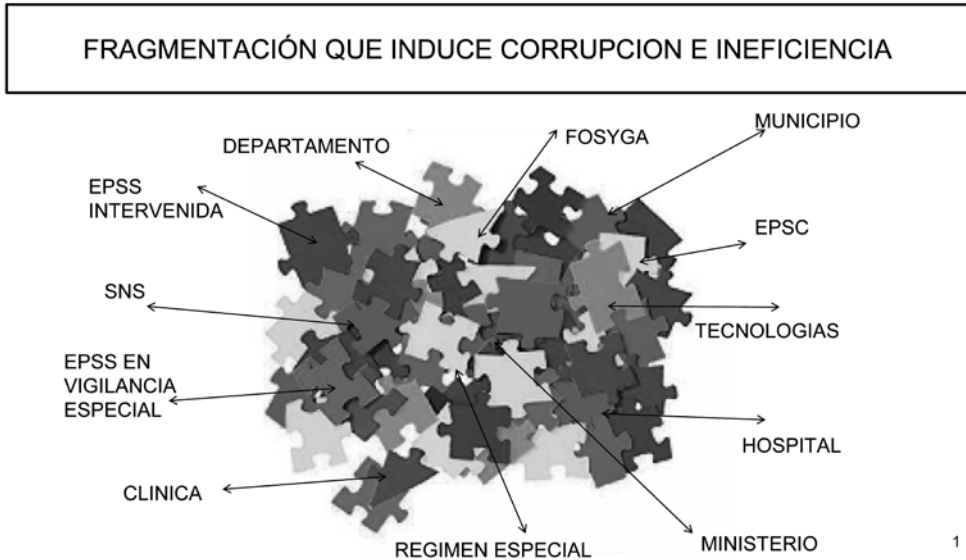 FRAGMENTACIÓN QUE INDUCE CORRUPCION E INEFICIENCIA
MUNICIPIO
DEPARTAMENTO
FOSYGA
EPSS
INTERVENIDA
EPSC
SNS
TECNOLOGIAS
EPSS EN
VIGILANCIA
ESPECIAL
HOSPITAL
CLINICA
REGIMEN ESPECIAL
MINISTERIO
1